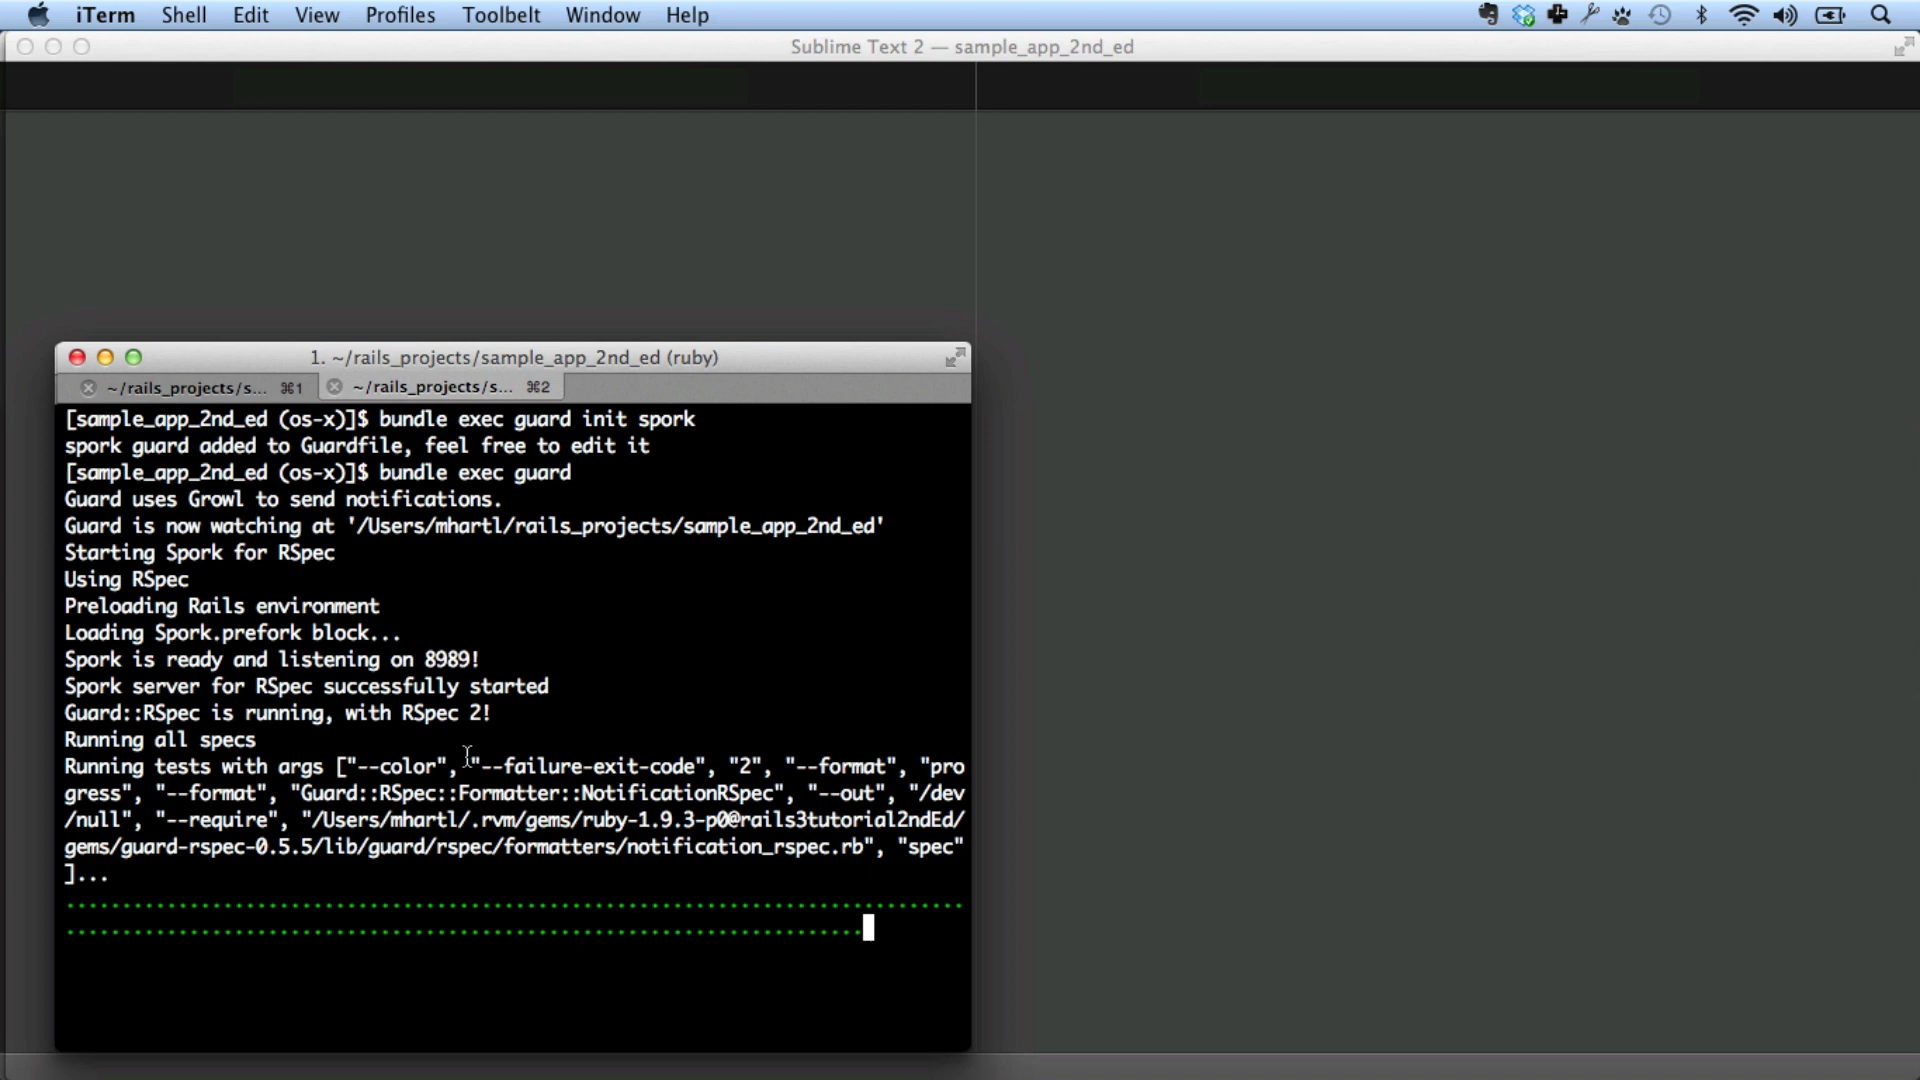 iTerm Shell Edit View Profiles Toolbelt Window Help
Sublime Text 2 — sample_app_2nd_ed
1. ~/rails_projects/sample_app_2nd_ed (ruby)
~/rails_projects/s... ⌘1 ~/rails_projects/s... ⌘2
[sample_app_2nd_ed (os-x)]$ bundle exec guard init spork
spork guard added to Guardfile, feel free to edit it
[sample_app_2nd_ed (os-x)]$ bundle exec guard
Guard uses Growl to send notifications.
Guard is now watching at '/Users/mhartl/rails_projects/sample_app_2nd_ed'
Starting Spork for RSpec
Using RSpec
Preloading Rails environment
Loading Spork.prefork block...
Spork is ready and listening on 8989!
Spork server for RSpec successfully started
Guard::RSpec is running, with RSpec 2!
Running all specs
Running tests with args ["--color", "--failure-exit-code", "2", "--format", "pro
gress", "--format", "Guard::RSpec::Formatter::NotificationRSpec", "--out", "/dev
/null", "--require", "/Users/mhartl/.rvm/gems/ruby-1.9.3-p0@rails3tutorial2ndEd/
gems/guard-rspec-0.5.5/lib/guard/rspec/formatters/notification_rspec.rb", "spec"
]...
................................................................................
.......................................................................